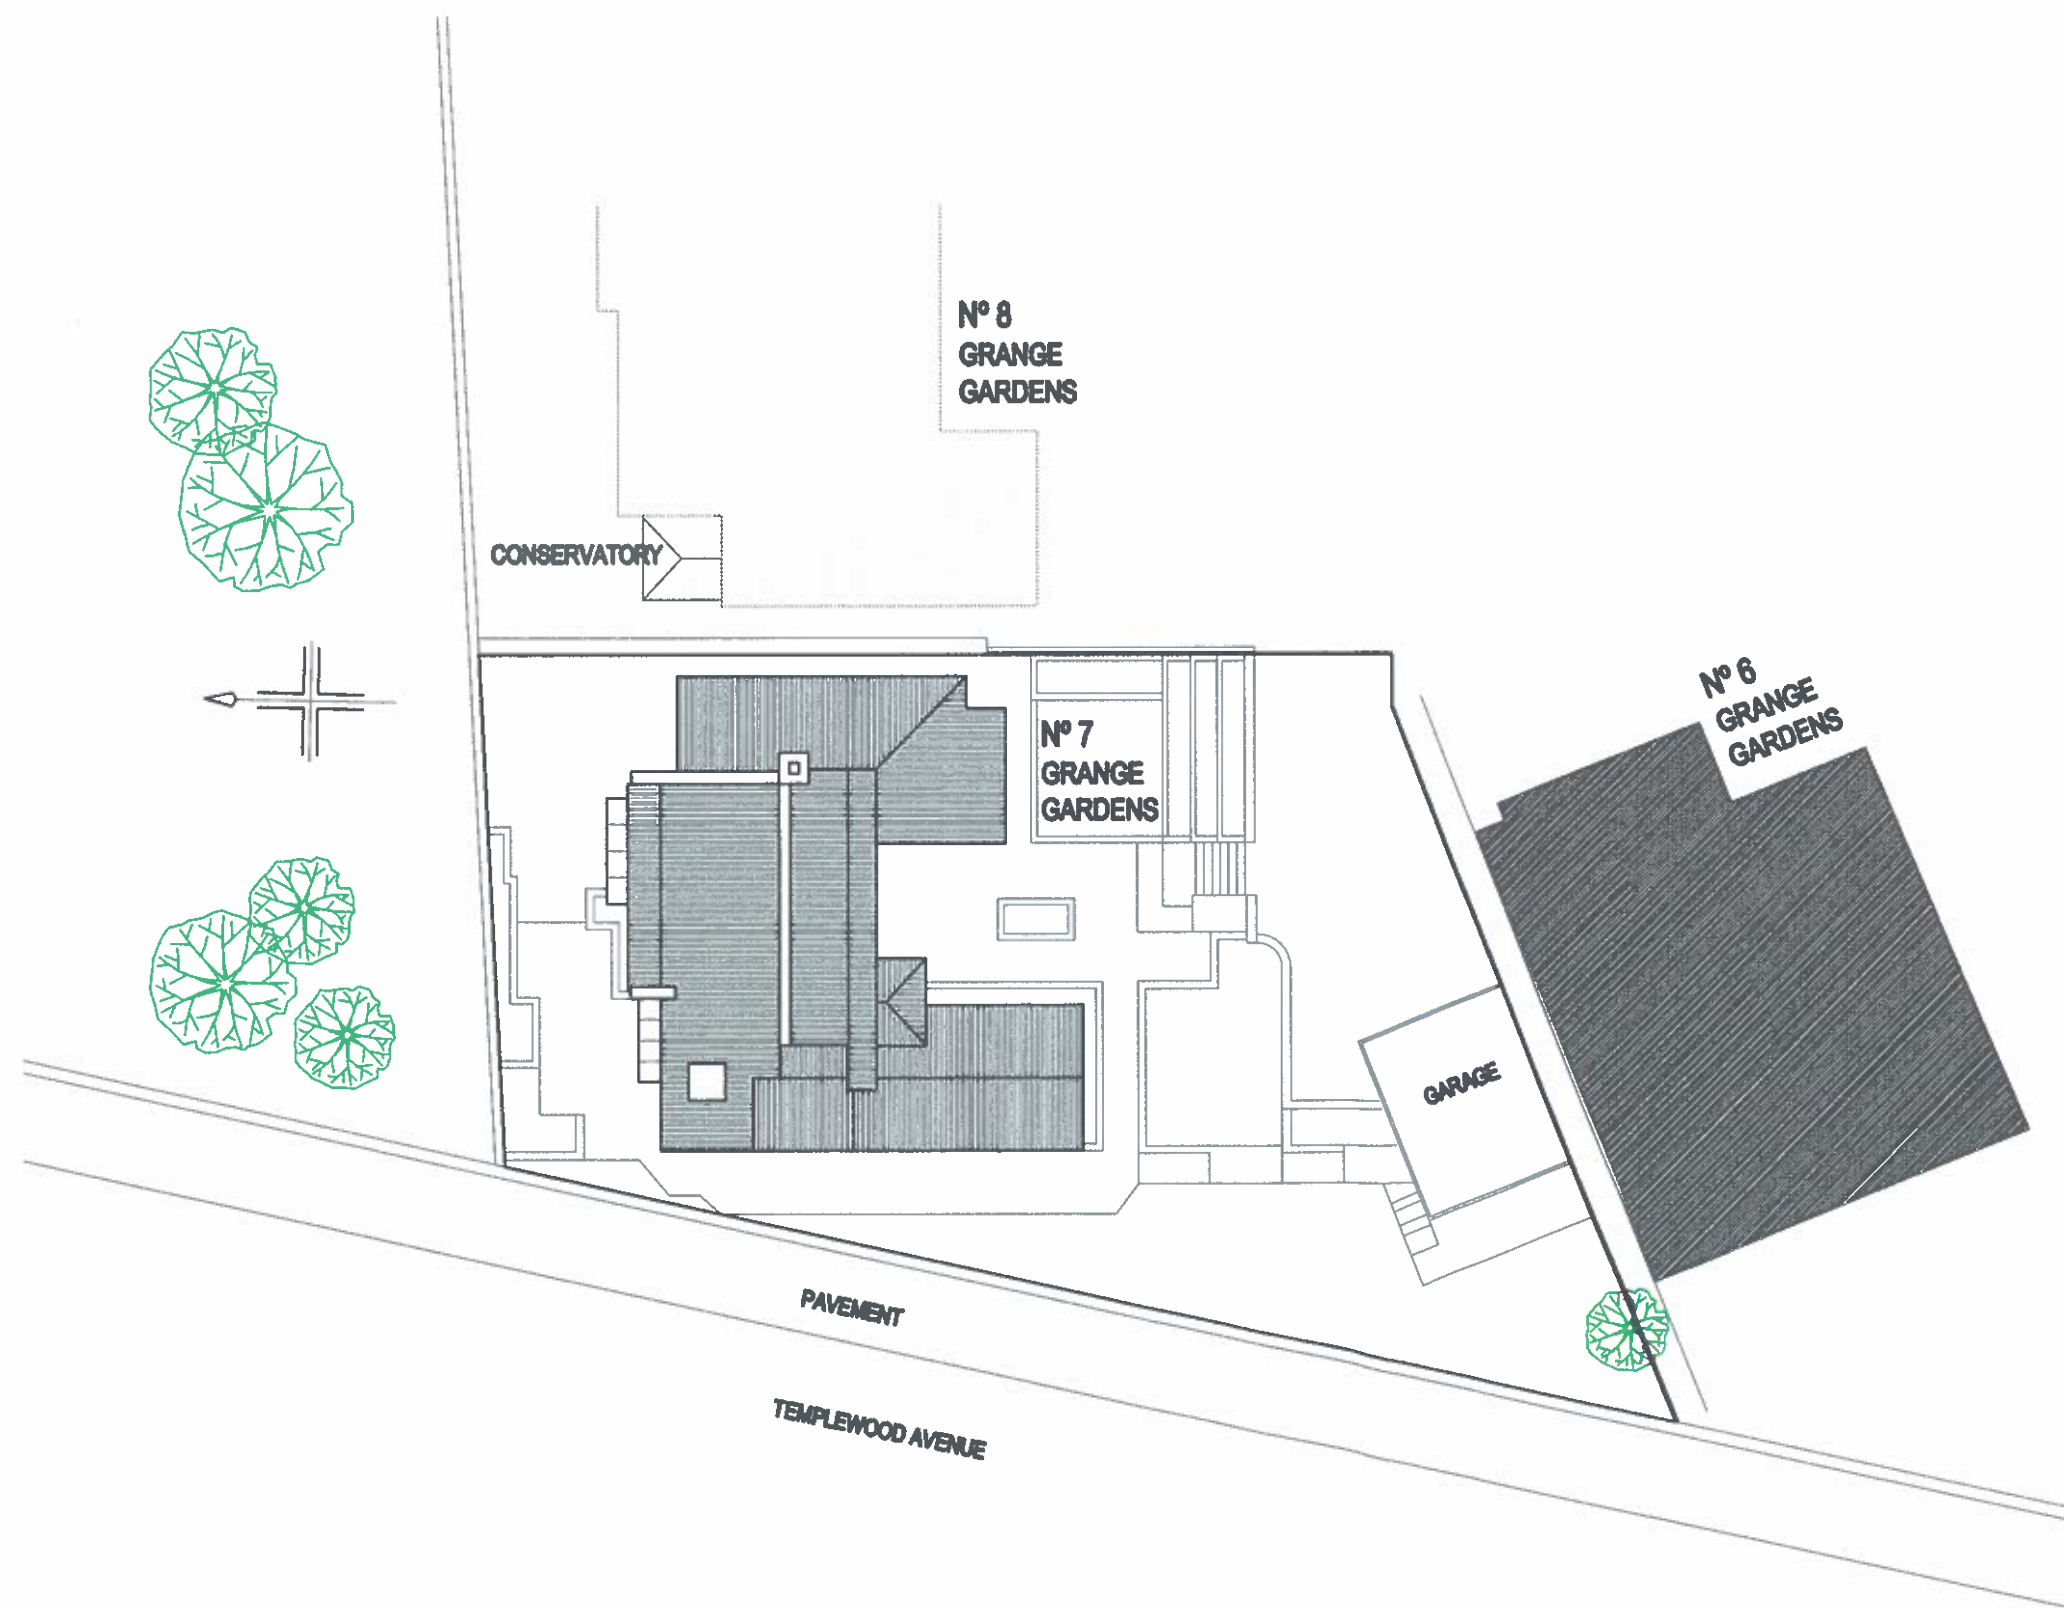 Nº 8
GRANGE
GARDENS
CONSERVATORY
Nº 6
GRANGE
GARDENS
Nº 7
GRANGE
GARDENS
GARAGE
PAVEMENT
TEMPLEWOOD AVENUE